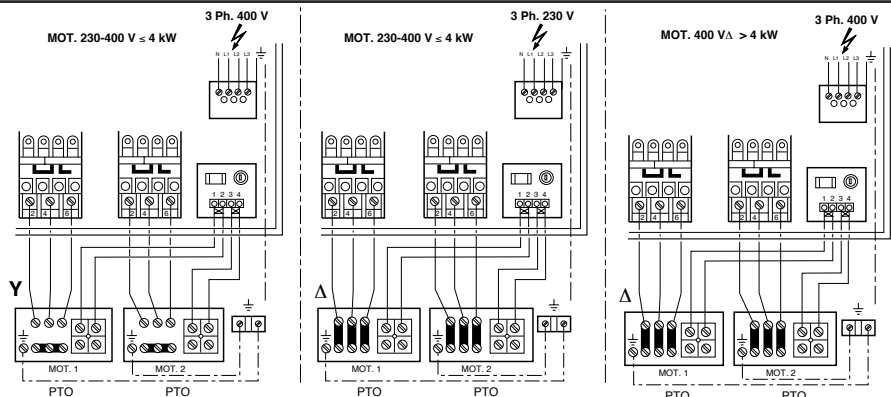 3 Ph. 400 V
MOT. 230-400 V ≤ 4 kW
N L1 L2 L3
2 4 6
2 4 6
1 2 3 4
Y
MOT. 1
MOT. 2
PTO
PTO
3 Ph. 230 V
MOT. 230-400 V ≤ 4 kW
N L1 L2 L3
2 4 6
2 4 6
1 2 3 4
Δ
MOT. 1
MOT. 2
PTO
PTO
3 Ph. 400 V
MOT. 400 VΔ > 4 kW
N L1 L2 L3
2 4 6
2 4 6
1 2 3 4
Δ
MOT. 1
MOT. 2
PTO
PTO